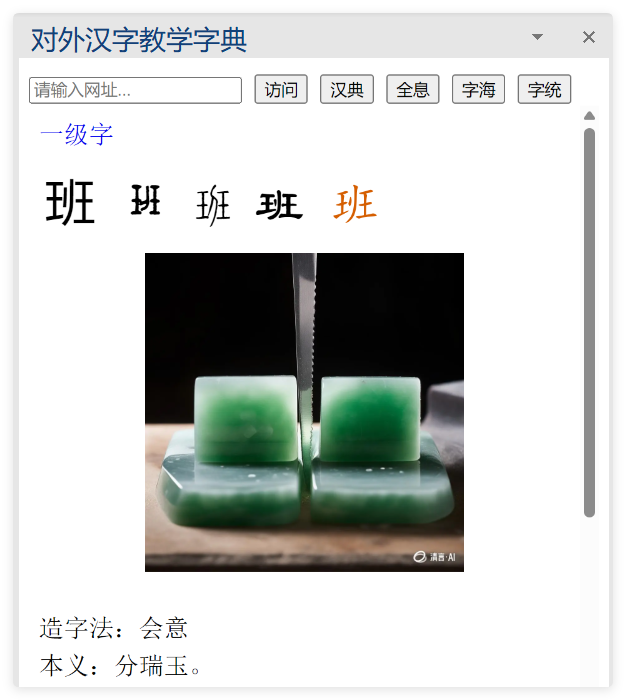 对外汉字教学字典
请输入网址... 访问 汉典 全息 字海 字统
一级字
班 班 班 班 班
清言·AI
造字法：会意
本义：分瑞玉。